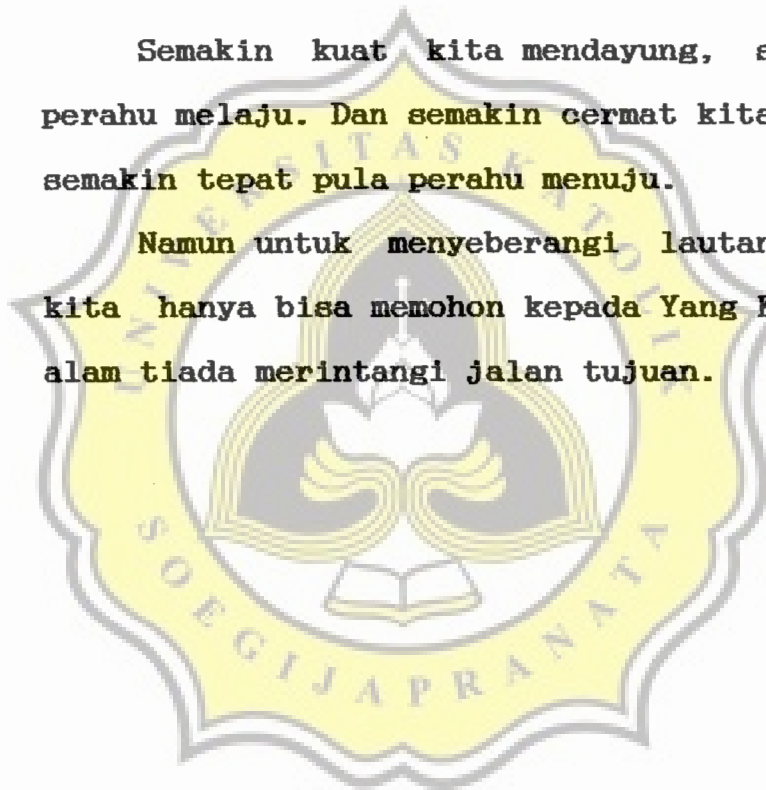 Semakin kuat kita mendayung, s
perahu melaju. Dan semakin cermat kita
semakin tepat pula perahu menuju.
Namun untuk menyeberangi lautan
kita hanya bisa memohon kepada Yang
alam tiada merintangi jalan tujuan.
UNIVERSITAS KATOLIK
SOEGIJAPRANATA